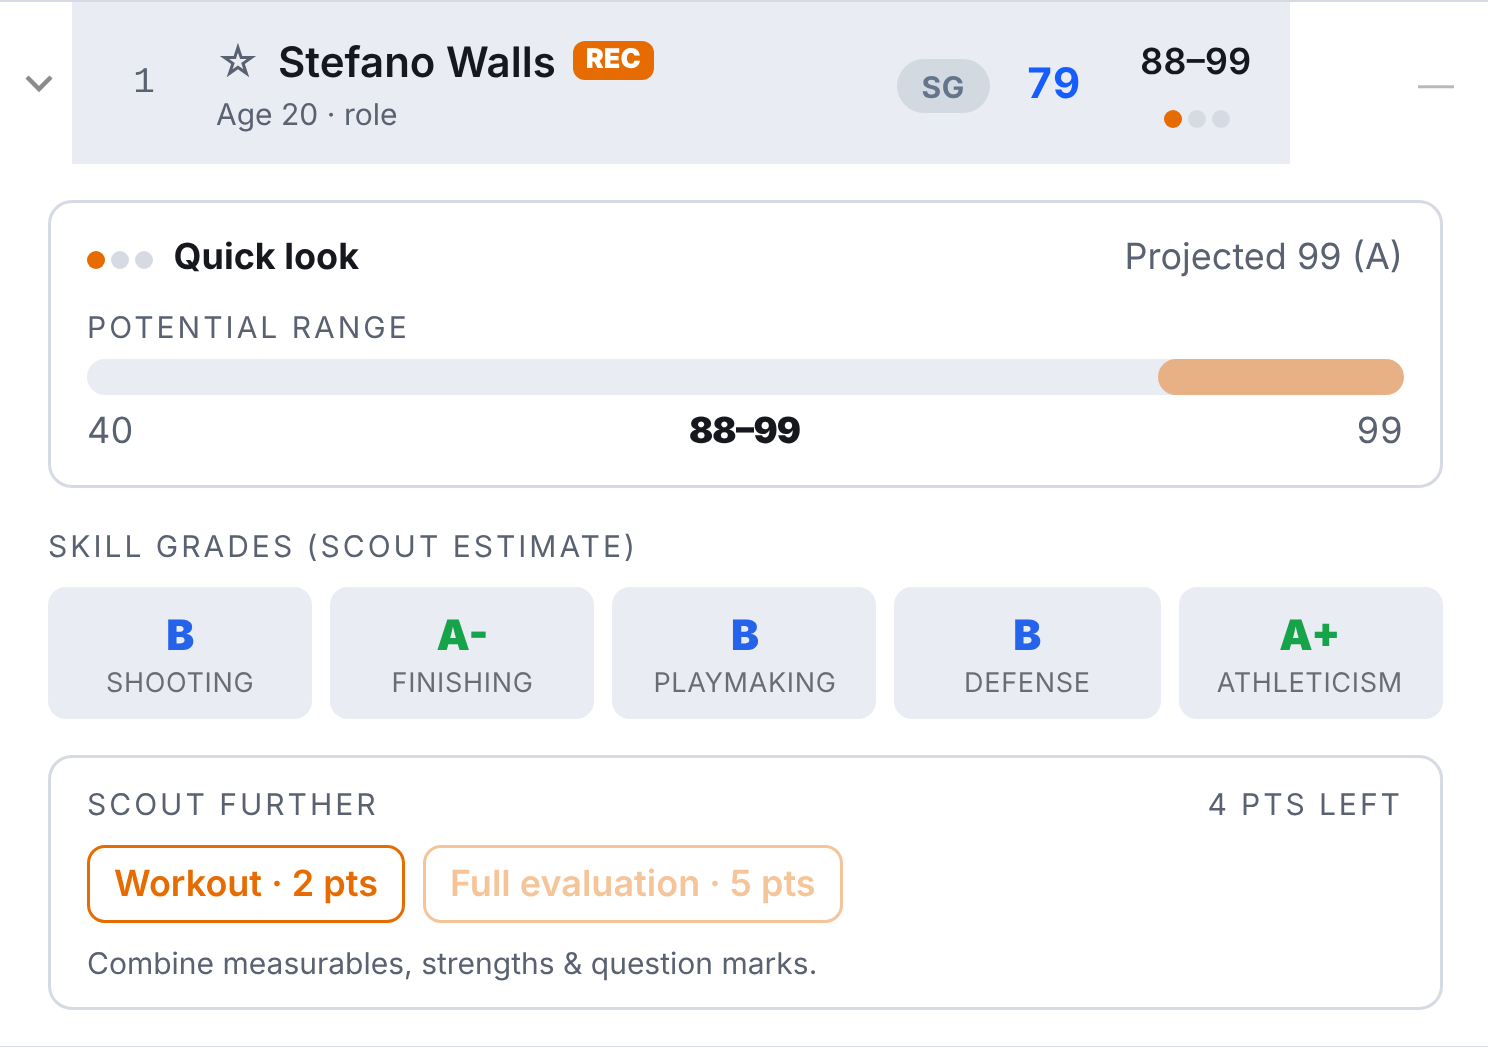 1 ☆ Stefano Walls REC SG 79 88–99 —
Age 20 · role
Quick look Projected 99 (A)
POTENTIAL RANGE
40 88–99 99
SKILL GRADES (SCOUT ESTIMATE)
B A- B B A+
SHOOTING FINISHING PLAYMAKING DEFENSE ATHLETICISM
SCOUT FURTHER 4 PTS LEFT
Workout · 2 pts Full evaluation · 5 pts
Combine measurables, strengths & question marks.